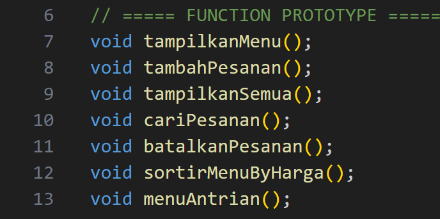 6 // ===== FUNCTION PROTOTYPE =====
7 void tampilkanMenu();
8 void tambahPesanan();
9 void tampilkanSemua();
10 void cariPesanan();
11 void batalkanPesanan();
12 void sortirMenuByHarga();
13 void menuAntrian();